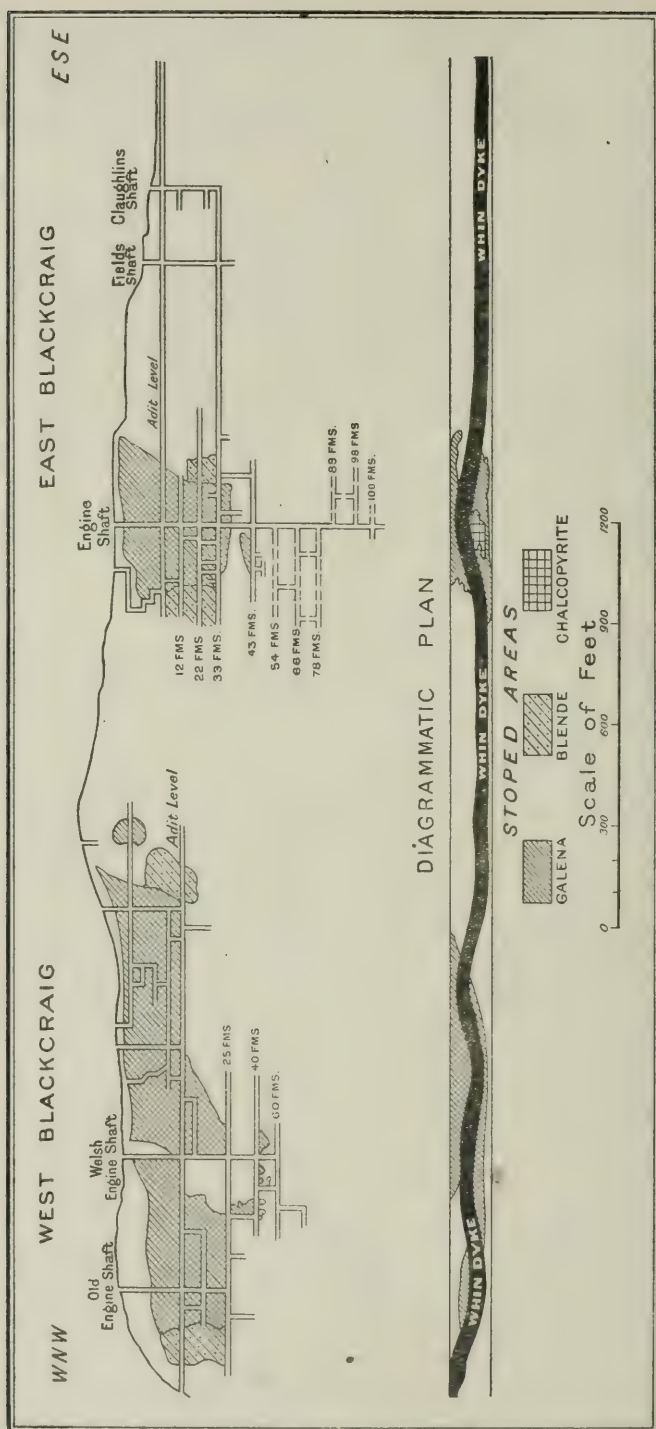 WNW
WEST BLACKCRAIG
EAST BLACKCRAIG
ESE
Old
Engine Shaft
Welsh
Engine Shaft
Engine
Shaft
Fields
Shaft
Claughlins
Shaft
Adit Level
Adit Level
25 FMS
40 FMS
60 FMS.
12 FMS
22 FMS
33 FMS.
43 FMS.
54 FMS
66 FMS
78 FMS.
89 FMS.
98 FMS
100 FMS.
DIAGRAMMATIC PLAN
WHIN DYKE
WHIN DYKE
WHIN DYKE
STOPED AREAS
GALENA
BLENDE
CHALCOPYRITE
0 300 600 900 1200
Scale of Feet